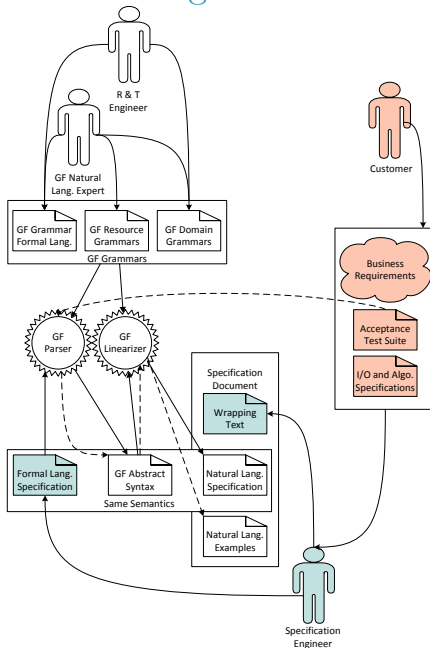 R & T
Engineer
GF Natural
Lang. Expert
Customer
GF Grammar
Formal Lang.
GF Resource
Grammars
GF Domain
Grammars
GF Grammars
Business
Requirements
Acceptance
Test Suite
I/O and Algo.
Specifications
GF
Parser
GF
Linearizer
Specification
Document
Wrapping
Text
Formal Lang.
Specification
GF Abstract
Syntax
Natural Lang.
Specification
Same Semantics
Natural Lang.
Examples
Specification
Engineer